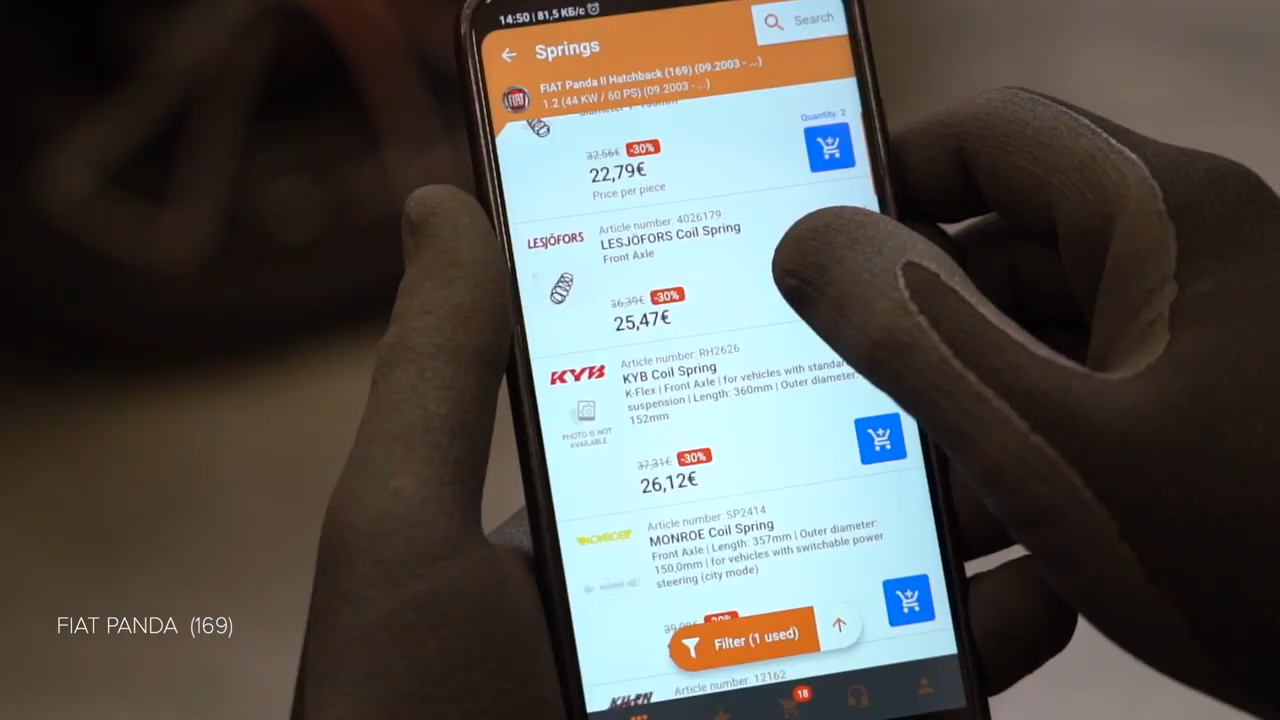 14:50 | 81,5 КБ/с
Springs
Search
FIAT Panda II Hatchback (169) (09.2003 - ...)
1.2 (44 KW / 60 PS) (09.2003 - ...)
FIAT
Quantity: 2
32,56€ -30%
22,79€
Price per piece
LESJÖFORS
Article number: 4026179
LESJÖFORS Coil Spring
Front Axle
36,39€ -30%
25,47€
KYB
Article number: RH2626
KYB Coil Spring
K-Flex | Front Axle | for vehicles with standard
suspension | Length: 360mm | Outer diameter:
152mm
PHOTO IS NOT
AVAILABLE
37,31€ -30%
26,12€
MONROE
Article number: SP2414
MONROE Coil Spring
Front Axle | Length: 357mm | Outer diameter:
150,0mm | for vehicles with switchable power
steering (city mode)
Filter (1 used)
Article number: 12162
18
FIAT PANDA (169)